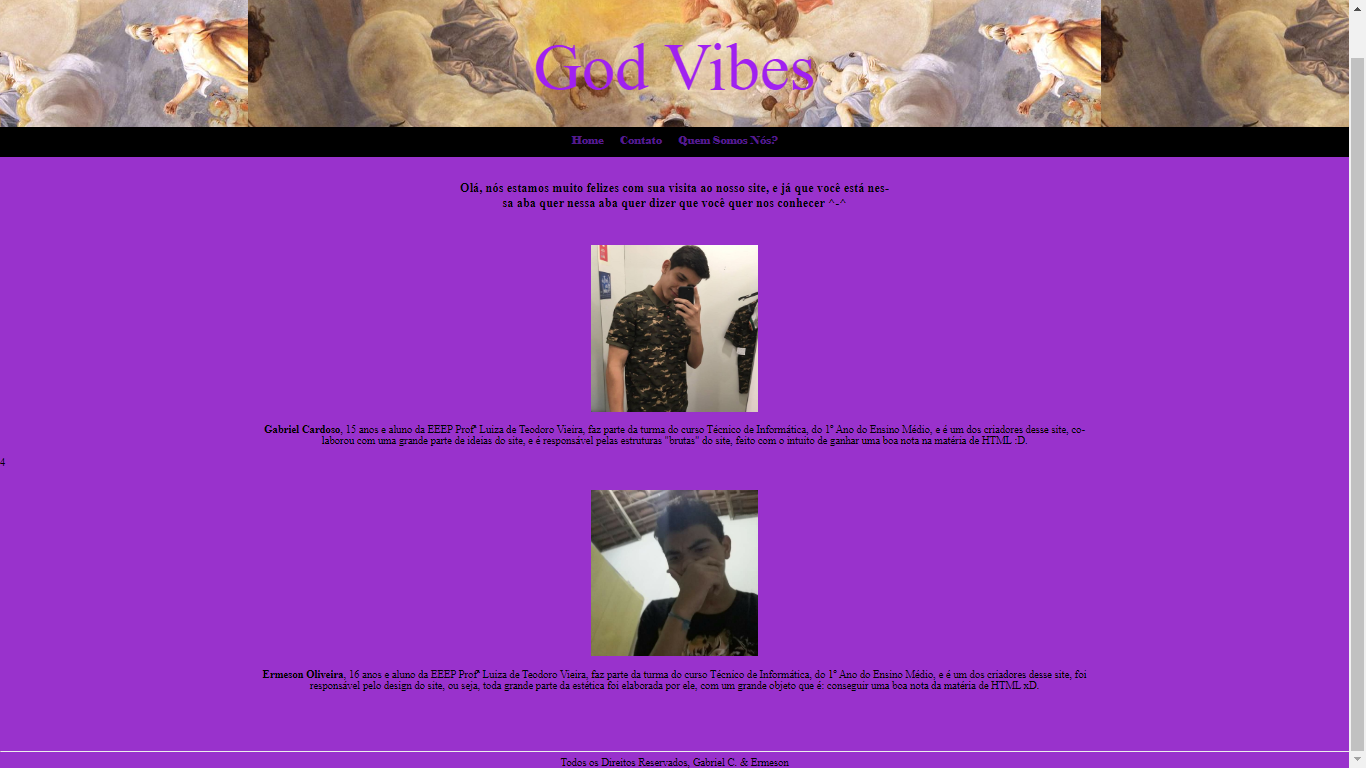 God Vibes
Home Contato Quem Somos Nós?
Olá, nós estamos muito felizes com sua visita ao nosso site, e já que você está nes-
sa aba quer nessa aba quer dizer que você quer nos conhecer ^-^
Gabriel Cardoso, 15 anos e aluno da EEEP Profª Luiza de Teodoro Vieira, faz parte da turma do curso Técnico de Informática, do 1° Ano do Ensino Médio, e é um dos criadores desse site, co-
laborou com uma grande parte de ideias do site, e é responsável pelas estruturas "brutas" do site, feito com o intuito de ganhar uma boa nota na matéria de HTML :D.
4
Ermeson Oliveira, 16 anos e aluno da EEEP Profª Luiza de Teodoro Vieira, faz parte da turma do curso Técnico de Informática, do 1° Ano do Ensino Médio, e é um dos criadores desse site, foi
responsável pelo design do site, ou seja, toda grande parte da estética foi elaborada por ele, com um grande objeto que é: conseguir uma boa nota da matéria de HTML xD.
Todos os Direitos Reservados, Gabriel C. & Ermeson